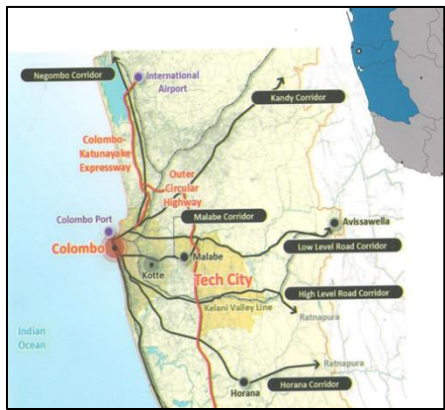 Negombo Corridor
International
Airport
Kandy Corridor
Colombo-
Katunayake
Expressway
Outer
Circular
Highway
Colombo Port
Malabe Corridor
Avissawella
Colombo
Low Level Road Corridor
Malabe
Kotte
Tech City
High Level Road Corridor
Kelani Valley Line
Ratnapura
Indian
Ocean
Ratnapura
Horana
Horana Corridor